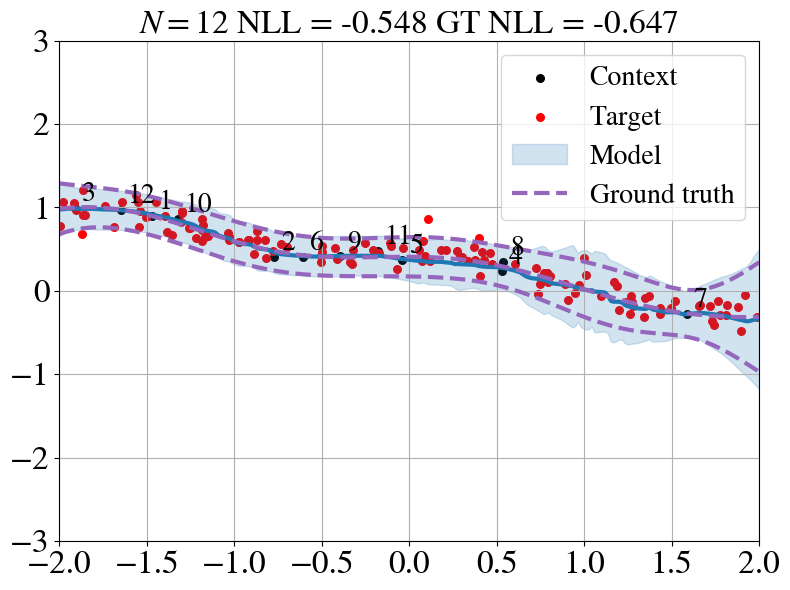 N = 12 NLL = -0.548 GT NLL = -0.647
Context
Target
Model
Ground truth
3
2
1
0
−1
−2
−3
3 12 1 10 2 6 9 11 5 8 4 7
−2.0 −1.5 −1.0 −0.5 0.0 0.5 1.0 1.5 2.0